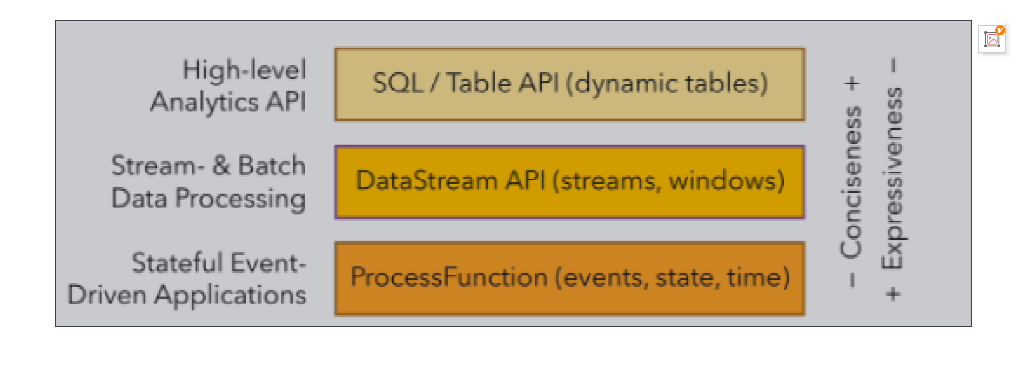 High-level
Analytics API
SQL / Table API (dynamic tables)
Stream- & Batch
Data Processing
DataStream API (streams, windows)
Stateful Event-
Driven Applications
ProcessFunction (events, state, time)
− Conciseness +
+ Expressiveness −